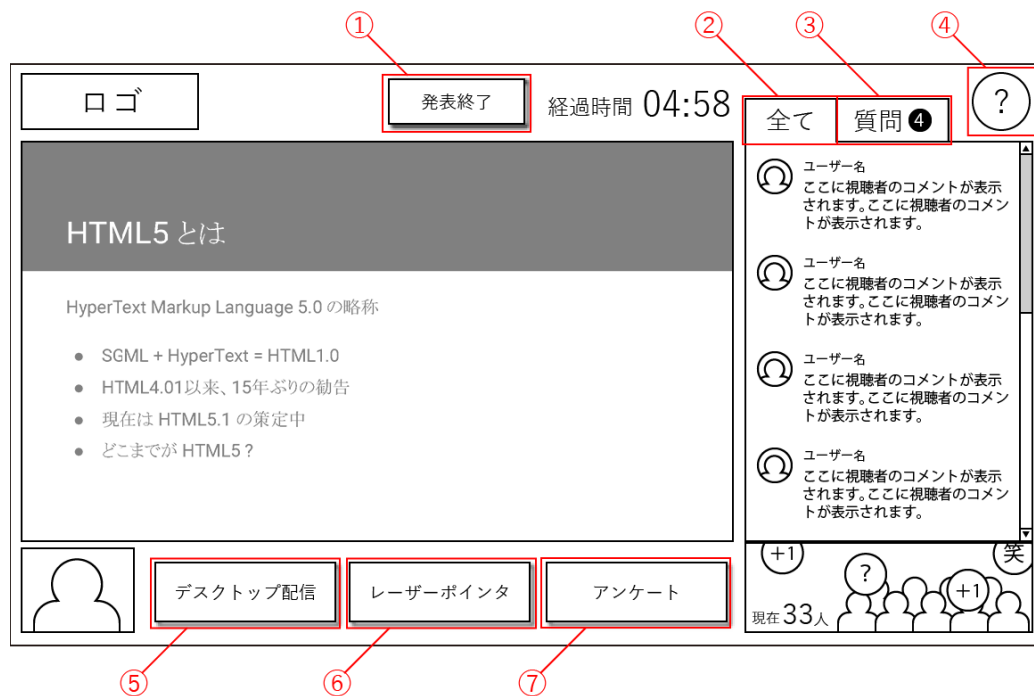 ① ② ③ ④
ロゴ
発表終了
経過時間 04:58
全て
質問 4
?
HTML5 とは
HyperText Markup Language 5.0 の略称
● SGML + HyperText = HTML1.0
● HTML4.01以来、15年ぶりの勧告
● 現在は HTML5.1 の策定中
● どこまでが HTML5 ?
ユーザー名
ここに視聴者のコメントが表示
されます。ここに視聴者のコメン
トが表示されます。
ユーザー名
ここに視聴者のコメントが表示
されます。ここに視聴者のコメン
トが表示されます。
ユーザー名
ここに視聴者のコメントが表示
されます。ここに視聴者のコメン
トが表示されます。
ユーザー名
ここに視聴者のコメントが表示
されます。ここに視聴者のコメン
トが表示されます。
デスクトップ配信
レーザーポインタ
アンケート
+1
?
+1
笑
現在 33人
⑤ ⑥ ⑦